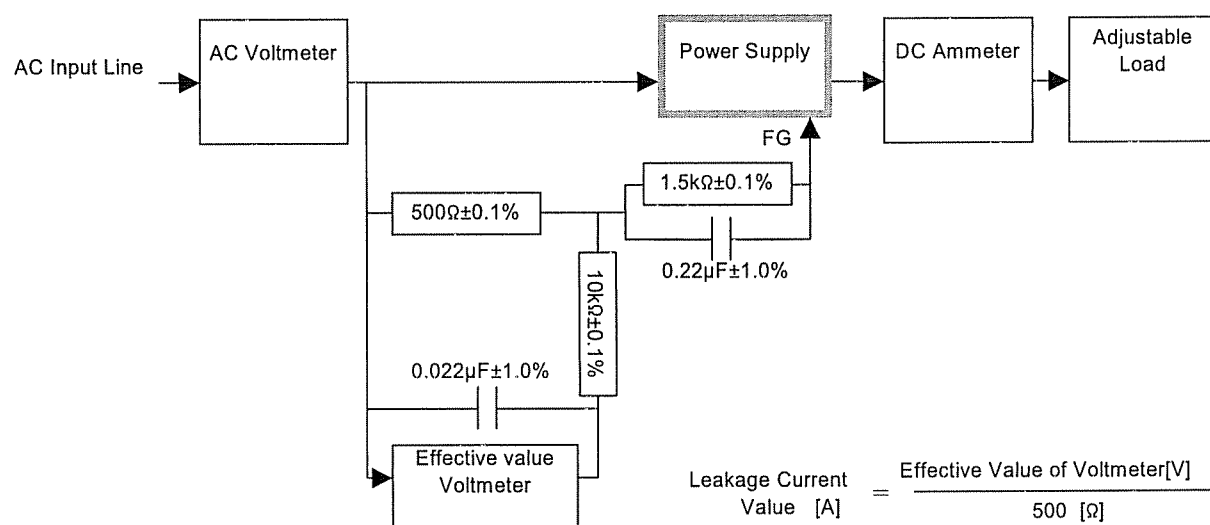 AC Input Line
AC Voltmeter
Power Supply
DC Ammeter
Adjustable
Load
FG
1.5kΩ±0.1%
500Ω±0.1%
0.22μF±1.0%
10kΩ±0.1%
0.022μF±1.0%
Effective value
Voltmeter
Leakage Current
Value [A]
=
Effective Value of Voltmeter[V]
500 [Ω]